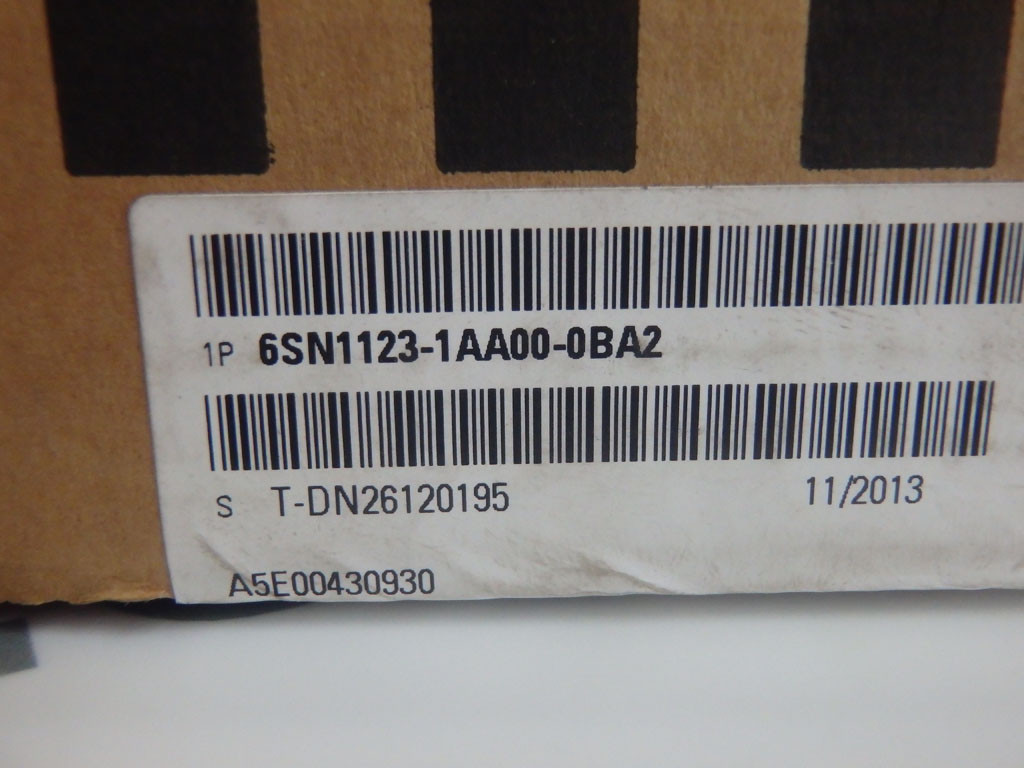 1P 6SN1123-1AA00-0BA2
S T-DN26120195 11/2013
A5E00430930